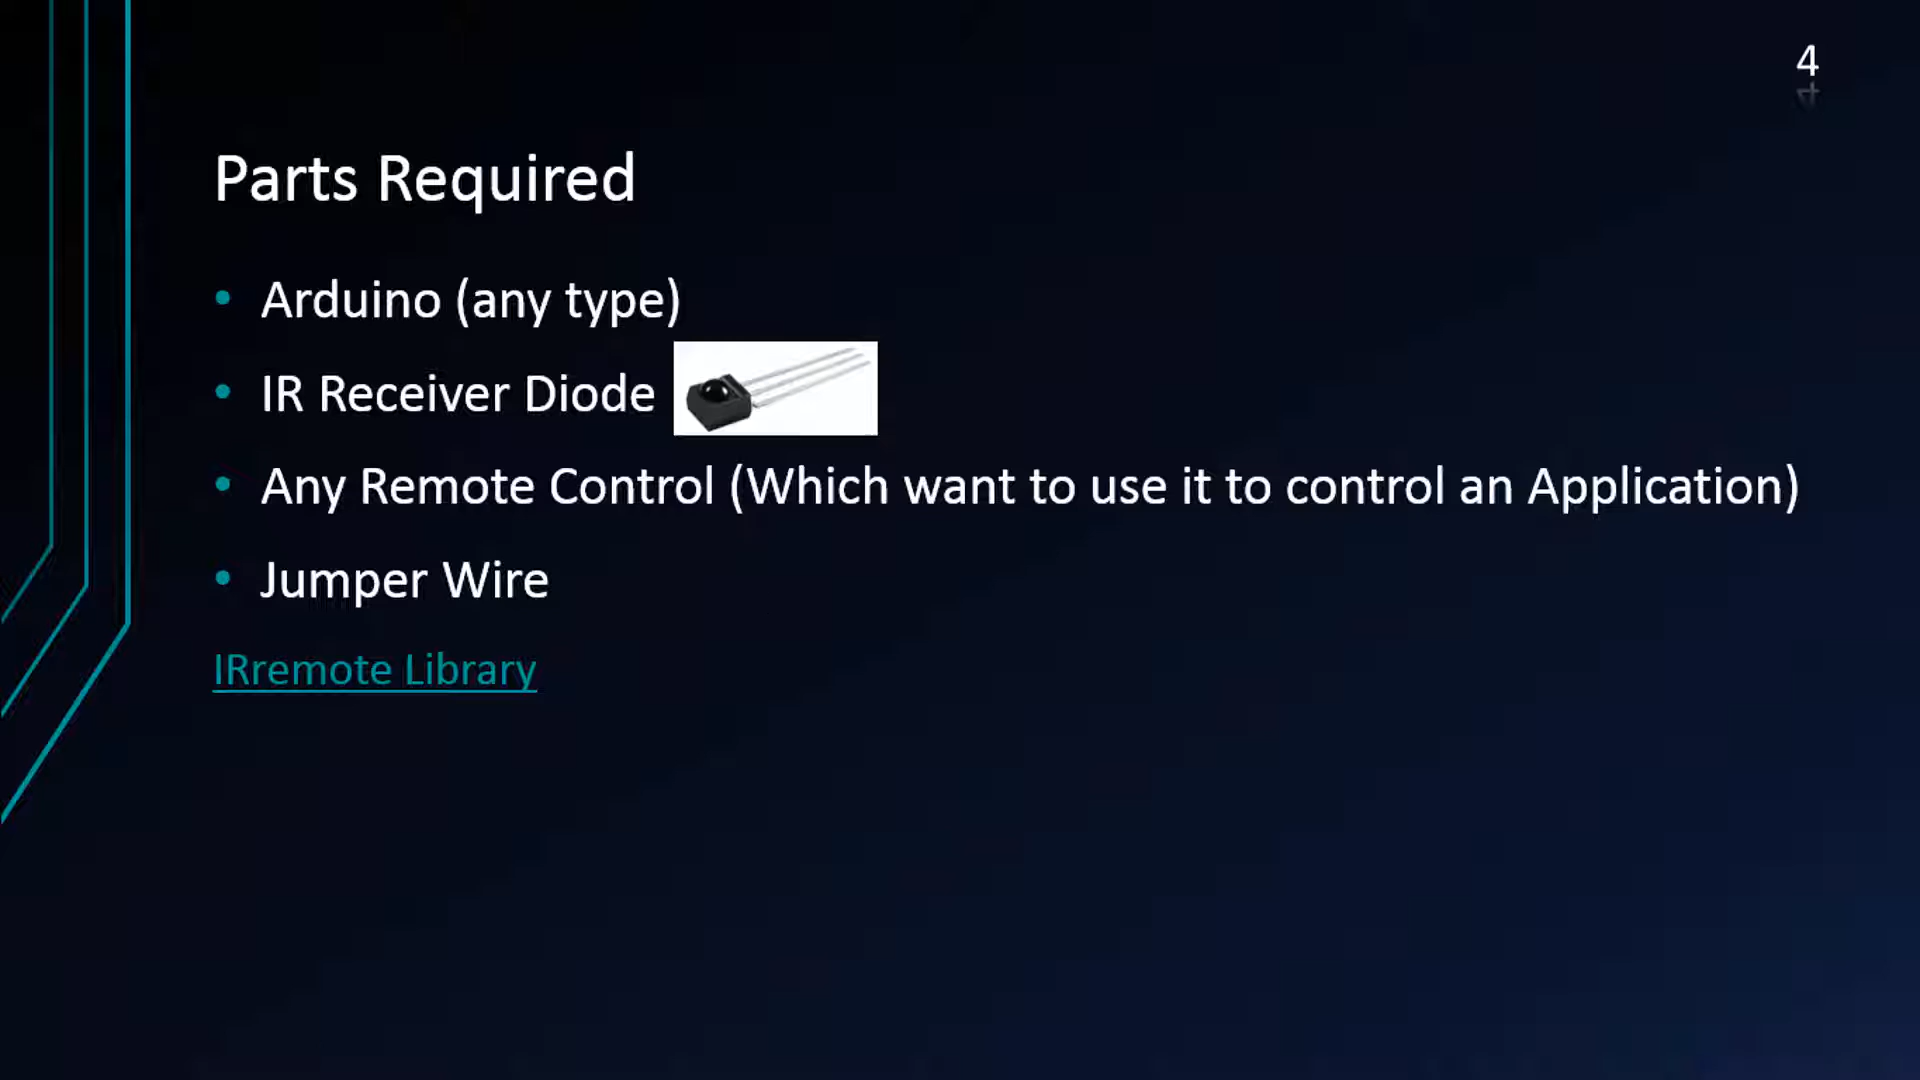 4
Parts Required
• Arduino (any type)
• IR Receiver Diode
• Any Remote Control (Which want to use it to control an Application)
• Jumper Wire
IRremote Library